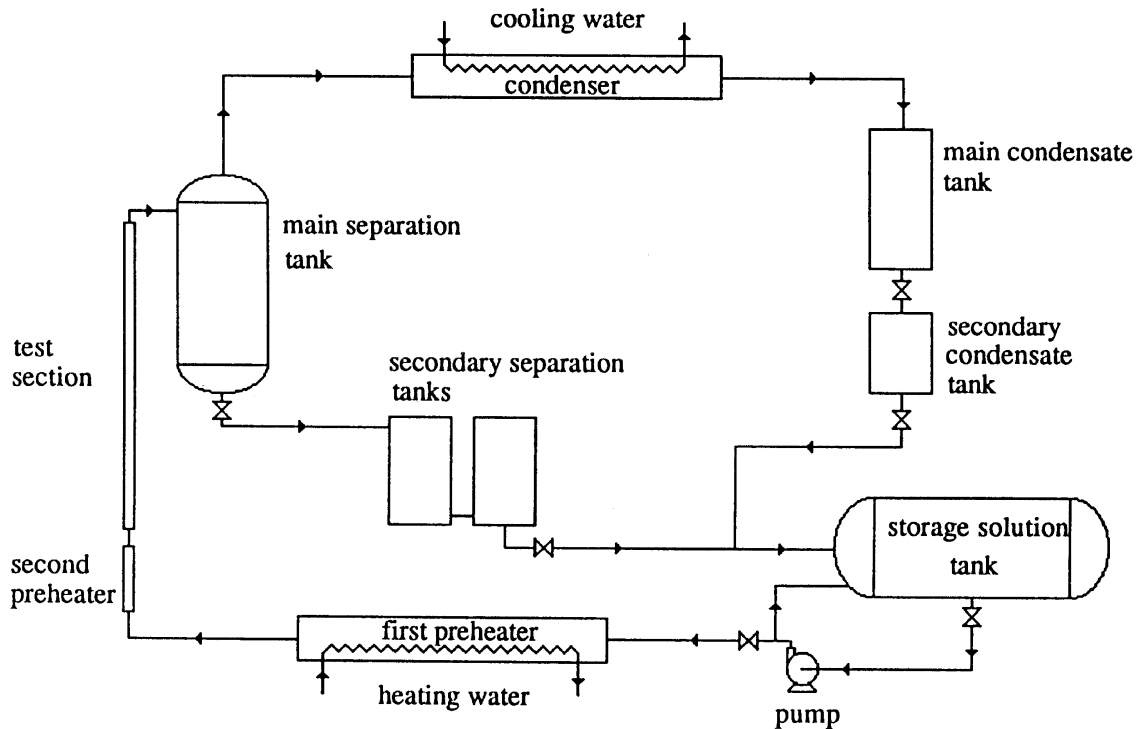 cooling water
condenser
main condensate
tank
main separation
tank
secondary
condensate
tank
test
section
secondary separation
tanks
storage solution
tank
second
preheater
first preheater
heating water
pump